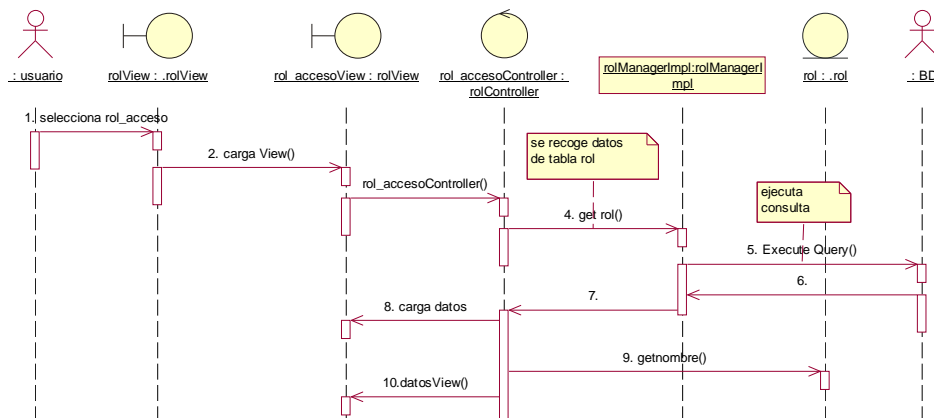 : usuario
rolView : .rolView
rol_accesoView : rolView
rol_accesoController :
rolController
rolManagerImpl:rolManagerI
mpl
rol : .rol
: BD
1. selecciona rol_acceso
2. carga View()
rol_accesoController()
se recoge datos
de tabla rol
4. get rol()
ejecuta
consulta
5. Execute Query()
6.
7.
8. carga datos
9. getnombre()
10.datosView()